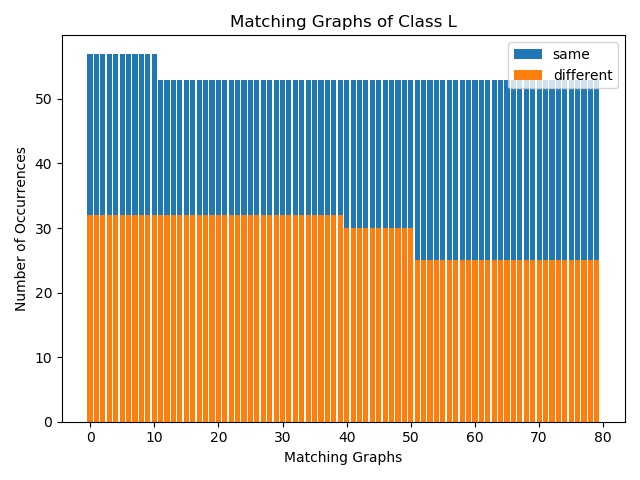 Matching Graphs of Class L
same
different
Number of Occurrences
50
40
30
20
10
0
0 10 20 30 40 50 60 70 80
Matching Graphs